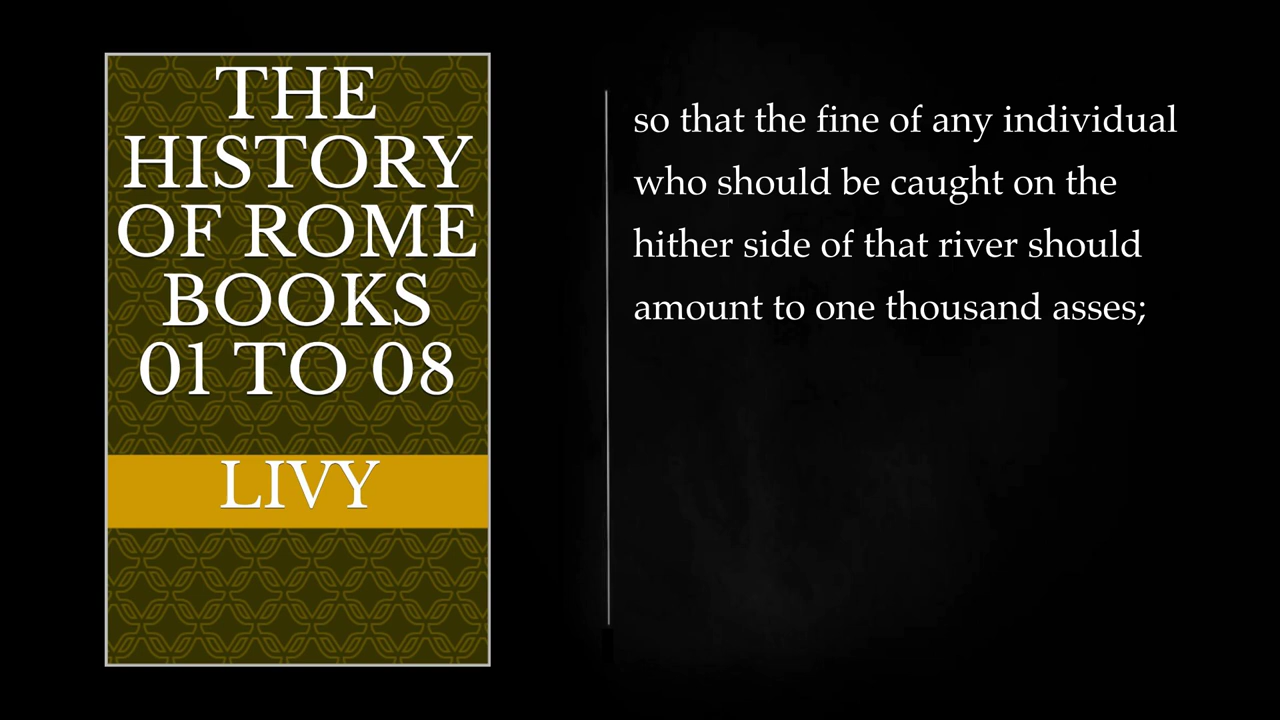 THE
HISTORY
OF ROME
BOOKS
01 TO 08
LIVY
so that the fine of any individual
who should be caught on the
hither side of that river should
amount to one thousand asses;